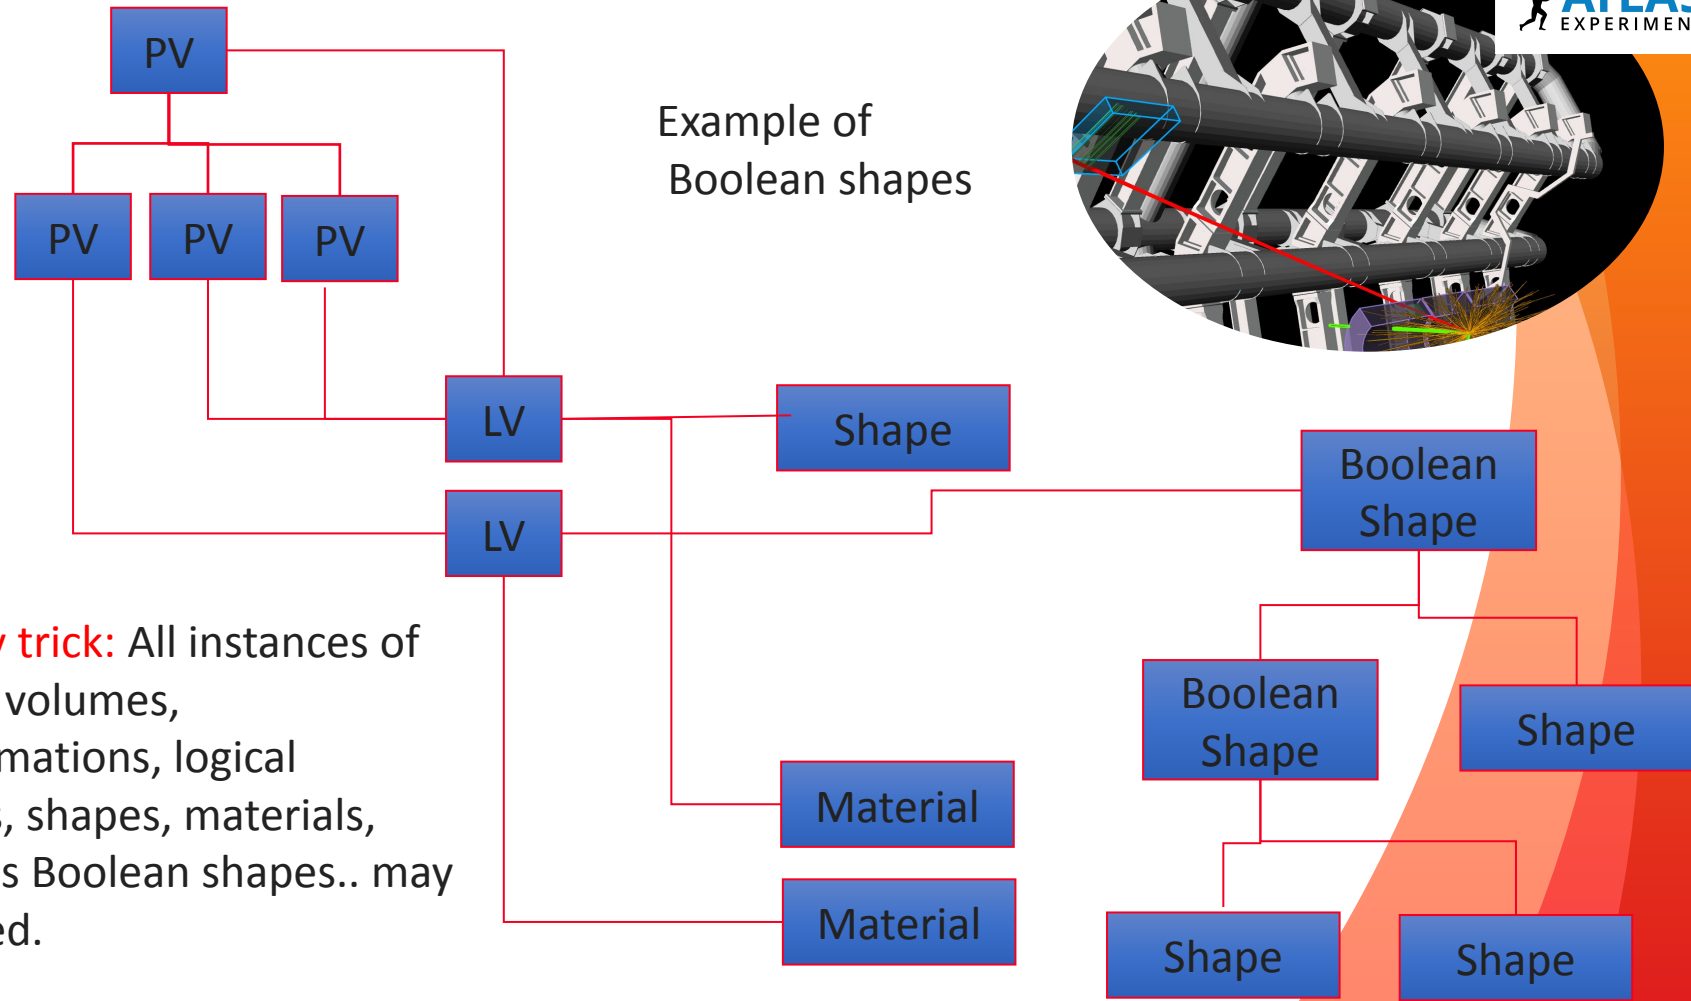 PV
ATLAS
EXPERIMEN
Example of
Boolean shapes
PV PV PV
LV
Shape
Boolean
Shape
LV
trick: All instances of
volumes,
mations, logical
, shapes, materials,
s Boolean shapes.. may
ed.
Boolean
Shape
Shape
Material
Material
Shape
Shape